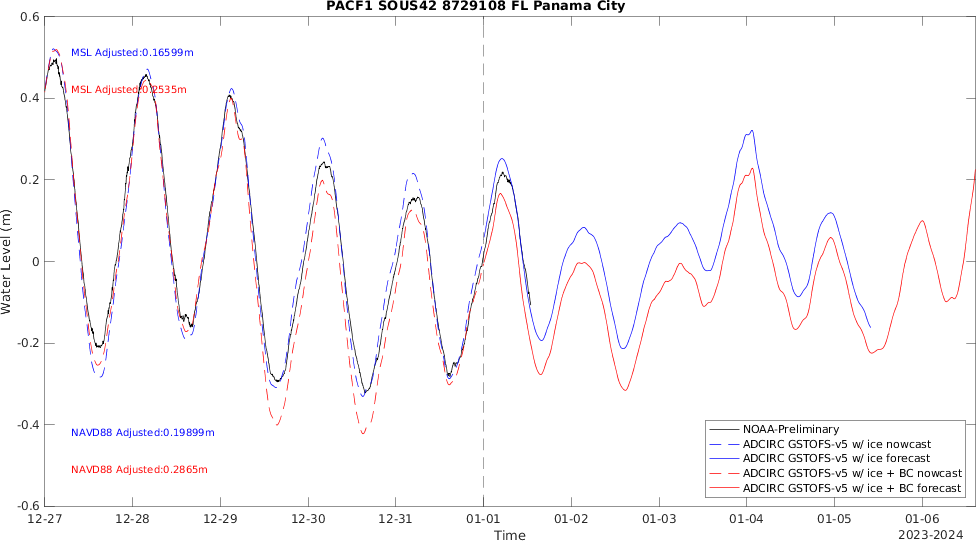 PACF1 SOUS42 8729108 FL Panama City
0.6
MSL Adjusted:0.16599m
MSL Adjusted:0.2535m
0.4
0.2
Water Level (m)
0
-0.2
-0.4
NAVD88 Adjusted:0.19899m
NAVD88 Adjusted:0.2865m
-0.6
NOAA-Preliminary
ADCIRC GSTOFS-v5 w/ ice nowcast
ADCIRC GSTOFS-v5 w/ ice forecast
ADCIRC GSTOFS-v5 w/ ice + BC nowcast
ADCIRC GSTOFS-v5 w/ ice + BC forecast
12-27 12-28 12-29 12-30 12-31 01-01 01-02 01-03 01-04 01-05 01-06
Time
2023-2024